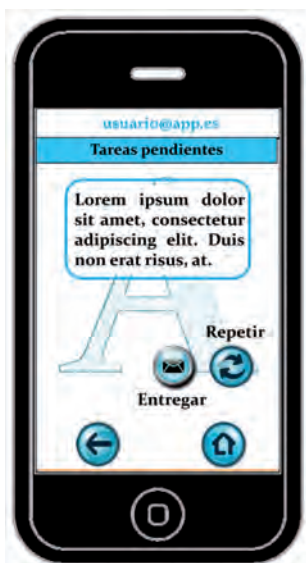 usuario@app.es
Tareas pendientes
Lorem ipsum dolor
sit amet, consectetur
adipiscing elit. Duis
non erat risus, at.
Repetir
Entregar